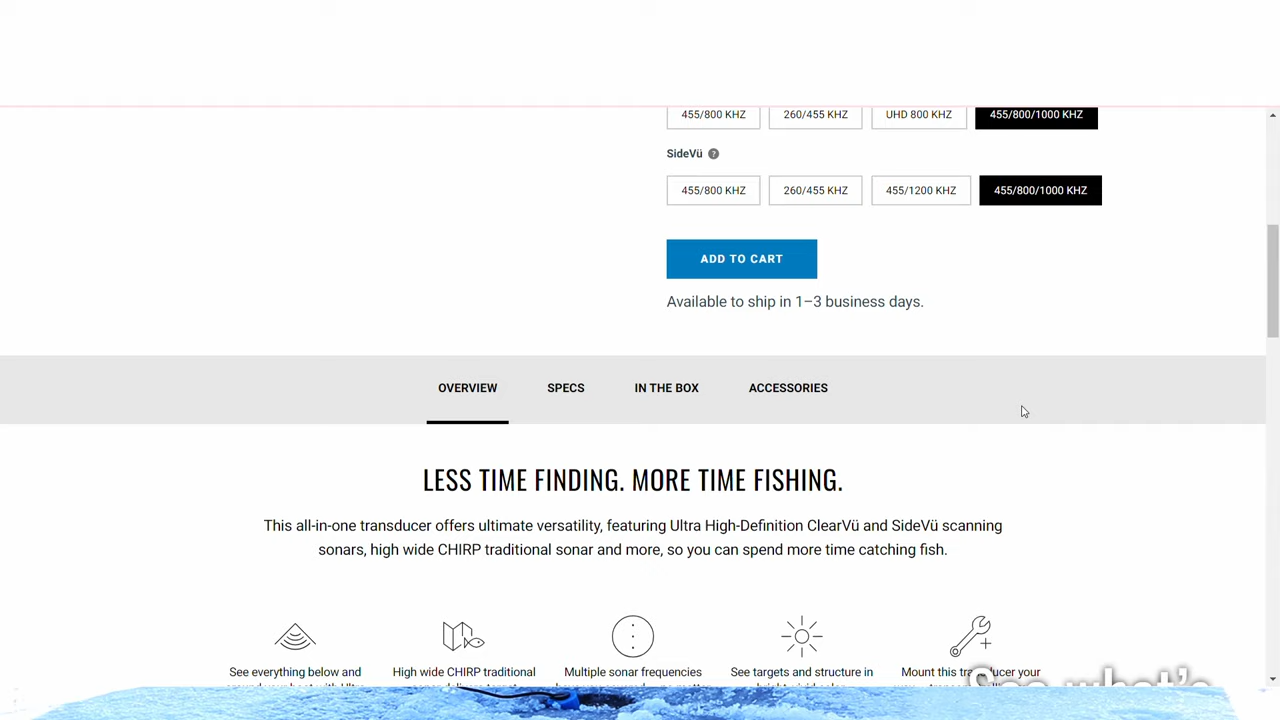 455/800 KHZ 260/455 KHZ UHD 800 KHZ 455/800/1000 KHZ
SideVü ?
455/800 KHZ 260/455 KHZ 455/1200 KHZ 455/800/1000 KHZ
ADD TO CART
Available to ship in 1–3 business days.
OVERVIEW SPECS IN THE BOX ACCESSORIES
LESS TIME FINDING. MORE TIME FISHING.
This all-in-one transducer offers ultimate versatility, featuring Ultra High-Definition ClearVü and SideVü scanning
sonars, high wide CHIRP traditional sonar and more, so you can spend more time catching fish.
See everything below and High wide CHIRP traditional Multiple sonar frequencies See targets and structure in Mount this transducer your
See what's